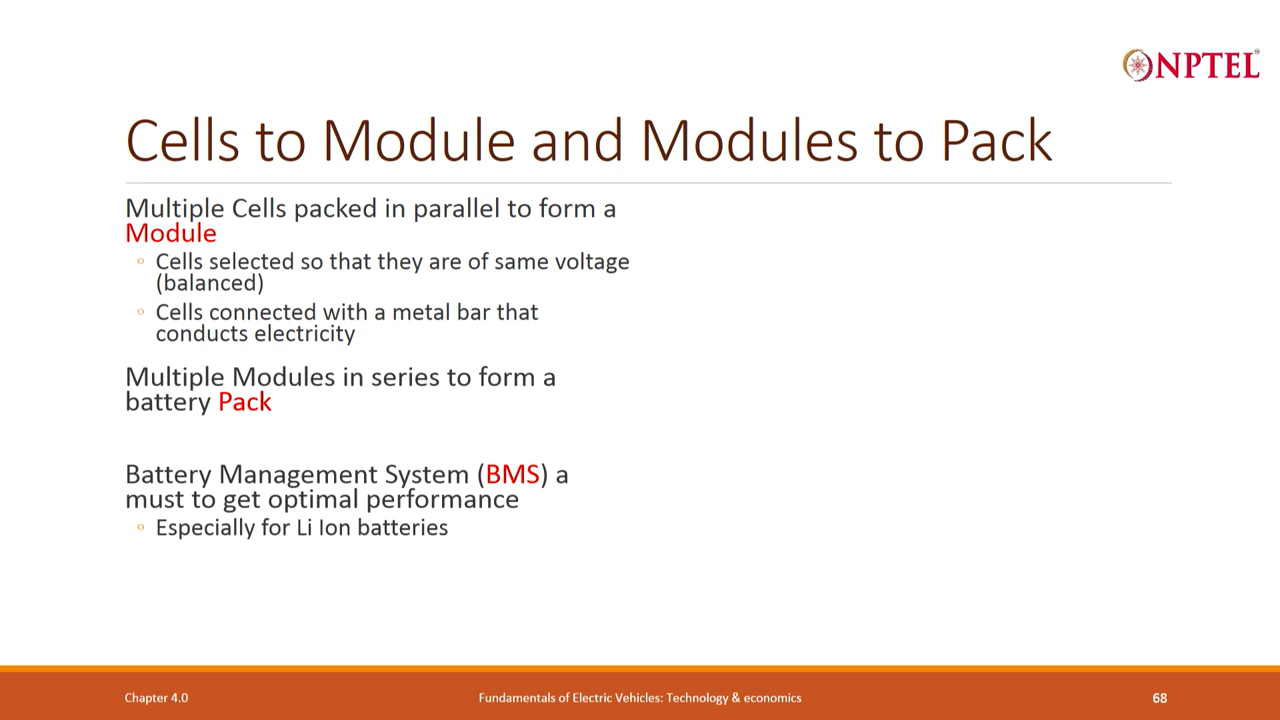 NPTEL
Cells to Module and Modules to Pack
Multiple Cells packed in parallel to form a
Module
◦ Cells selected so that they are of same voltage
(balanced)
◦ Cells connected with a metal bar that
conducts electricity
Multiple Modules in series to form a
battery Pack
Battery Management System (BMS) a
must to get optimal performance
◦ Especially for Li Ion batteries
Chapter 4.0
Fundamentals of Electric Vehicles: Technology & economics
68